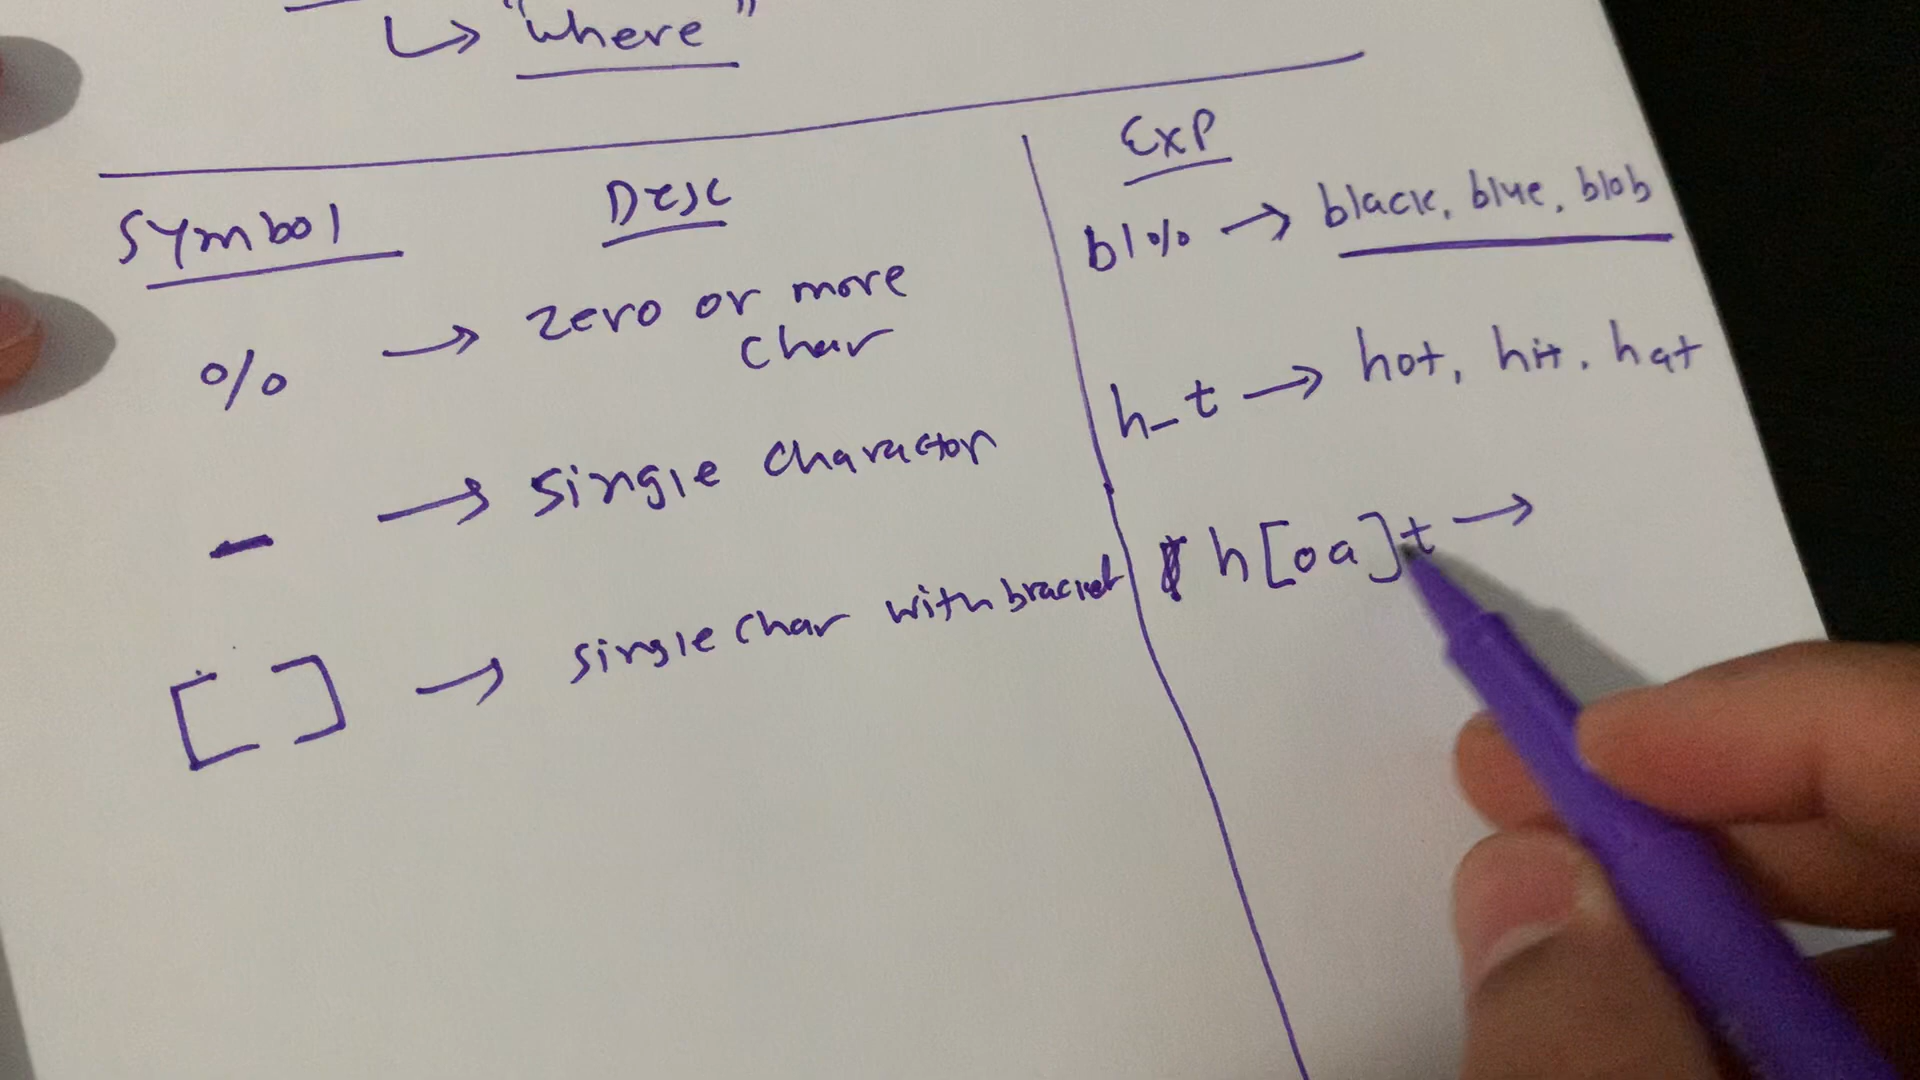 ↳ "where"
Symbol Desc Exp
% → zero or more char
bl% → black, blue, blob
_ → single charactor
h_t → hot, hit, hat
[ ] → single char with bracket
h[oa]t →